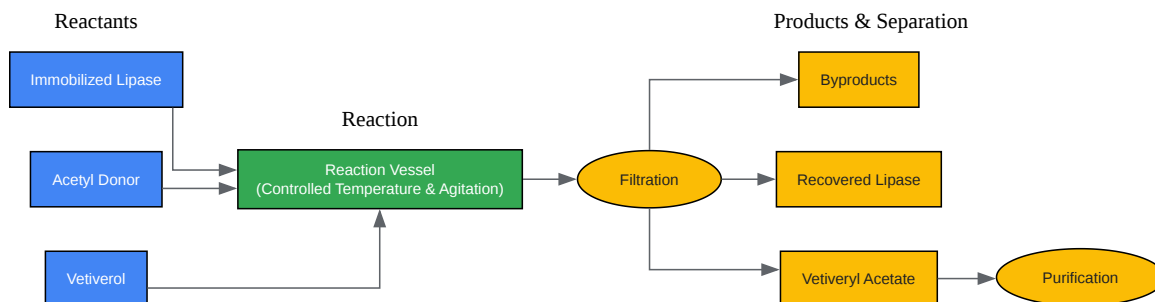 Reactants
Products & Separation
Immobilized Lipase
Byproducts
Reaction
Acetyl Donor
Reaction Vessel
(Controlled Temperature & Agitation)
Filtration
Recovered Lipase
Vetiverol
Vetiveryl Acetate
Purification